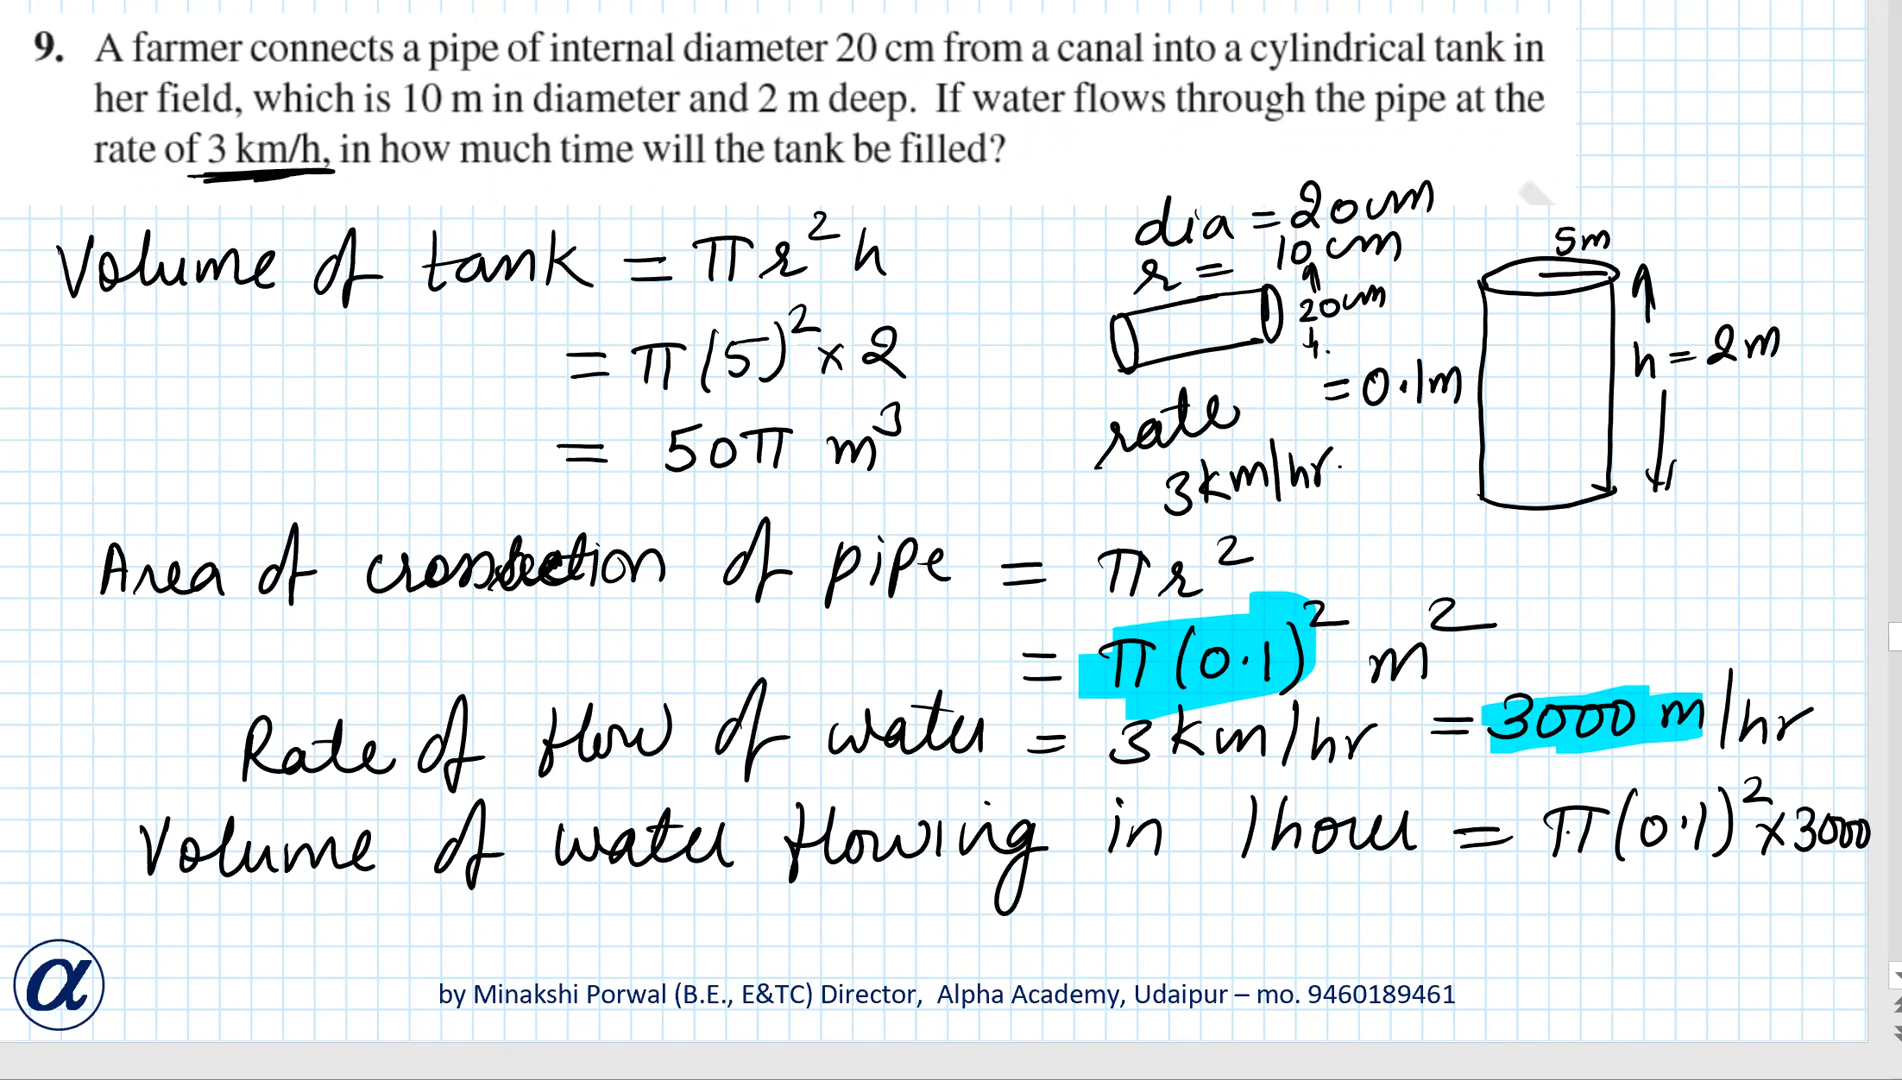 9. A farmer connects a pipe of internal diameter 20 cm from a canal into a cylindrical tank in
her field, which is 10 m in diameter and 2 m deep. If water flows through the pipe at the
rate of 3 km/h, in how much time will the tank be filled?
Volume of tank = πr²h
= π(5)² × 2
= 50π m³
dia = 20cm
r = 10cm
20cm
= 0.1m
rate
3km/hr.
5m
h = 2m
Area of crossection of pipe = πr²
= π(0.1)² m²
Rate of flow of water = 3km/hr = 3000 m/hr
Volume of water flowing in 1hour = π(0.1)²×3000
α
by Minakshi Porwal (B.E., E&TC) Director, Alpha Academy, Udaipur – mo. 9460189461